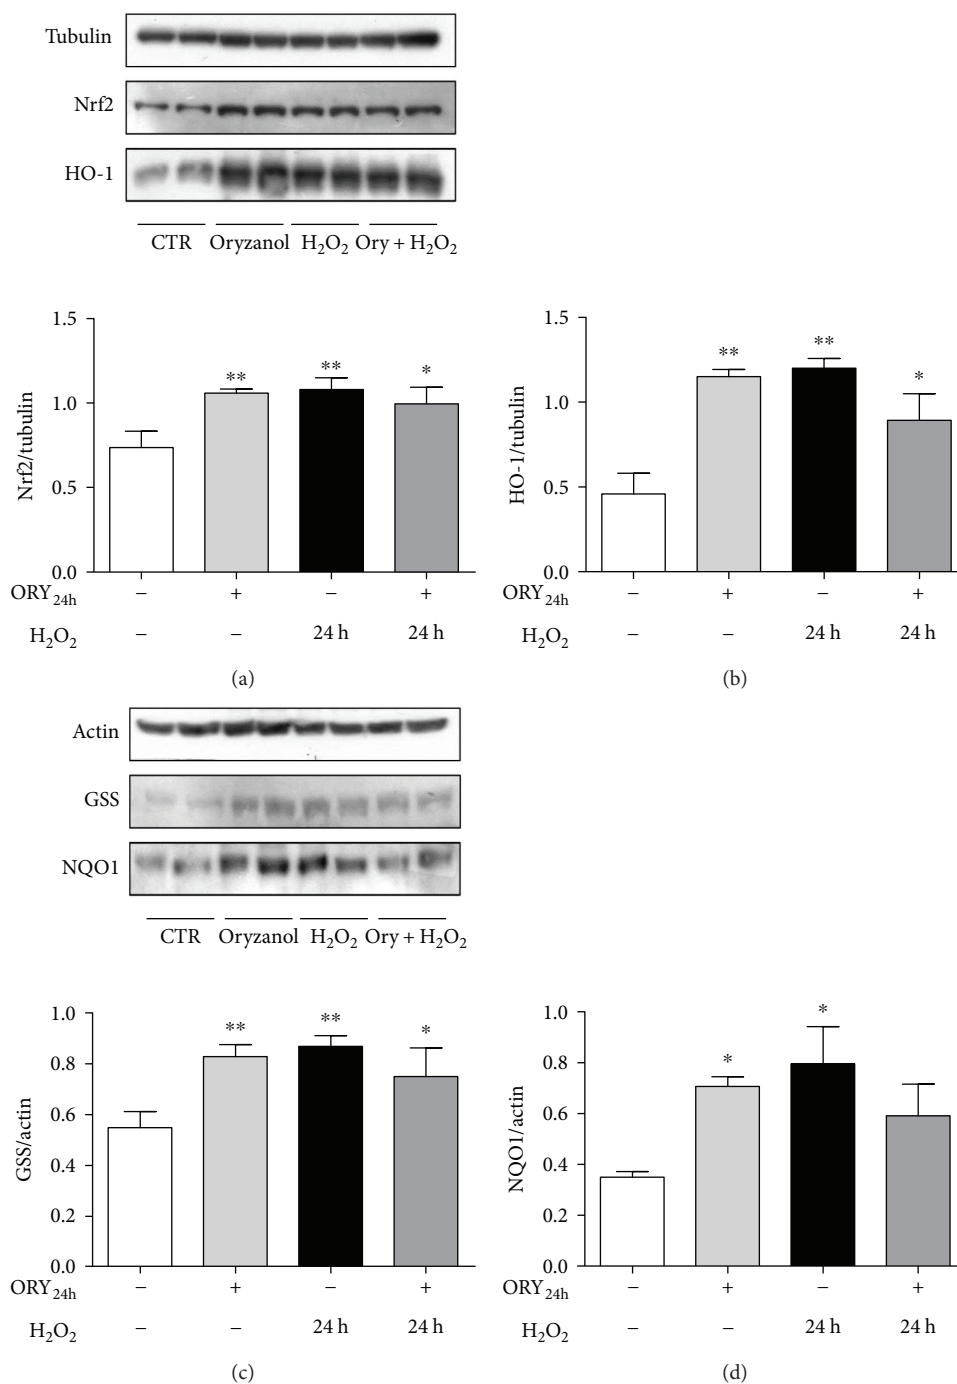 Tubulin
Nrf2
HO-1
CTR Oryzanol H₂O₂ Ory + H₂O₂
1.5
1.0
0.5
0.0
Nrf2/tubulin
** ** *
ORY₂₄ₕ − + − +
H₂O₂ − − 24 h 24 h
(a)
1.5
1.0
0.5
0.0
HO-1/tubulin
** ** *
ORY₂₄ₕ − + − +
H₂O₂ − − 24 h 24 h
(b)
Actin
GSS
NQO1
CTR Oryzanol H₂O₂ Ory + H₂O₂
1.0
0.8
0.6
0.4
0.2
0.0
GSS/actin
** ** *
ORY₂₄ₕ − + − +
H₂O₂ − − 24 h 24 h
(c)
1.0
0.8
0.6
0.4
0.2
0.0
NQO1/actin
* *
ORY₂₄ₕ − + − +
H₂O₂ − − 24 h 24 h
(d)